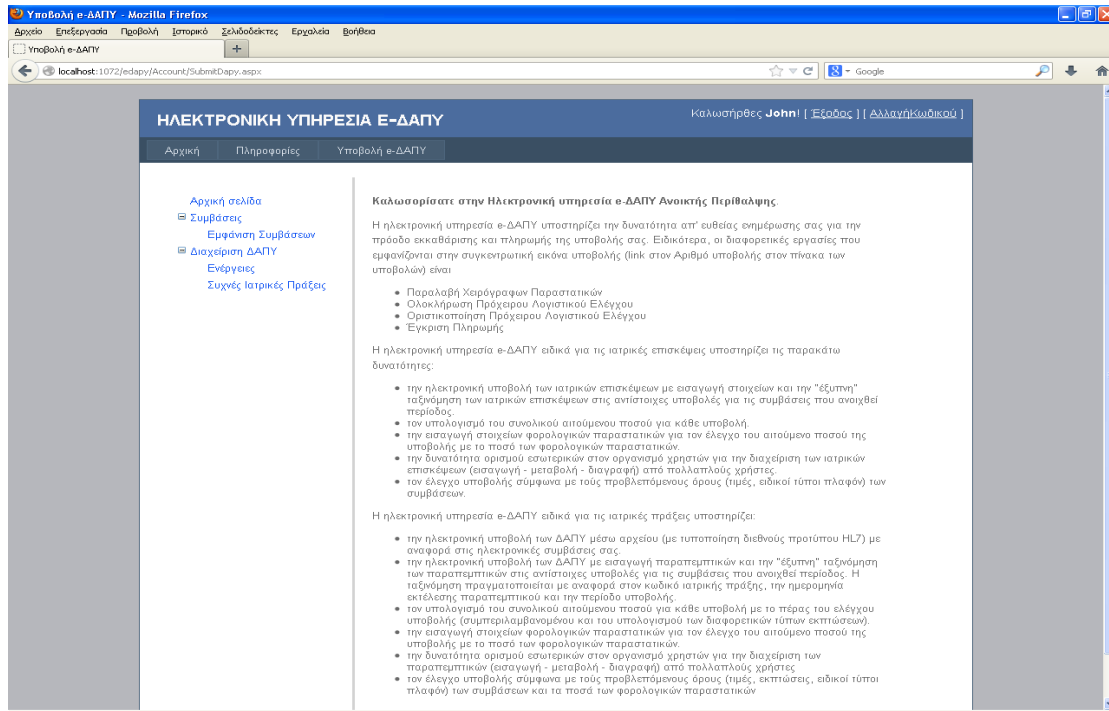 Υποβολή e-ΔΑΠΥ - Mozilla Firefox
Αρχείο Επεξεργασία Προβολή Ιστορικό Σελιδοδείκτες Εργαλεία Βοήθεια
Υποβολή e-ΔΑΠΥ
localhost:1072/edapy/Account/SubmitDapy.aspx
Google
ΗΛΕΚΤΡΟΝΙΚΗ ΥΠΗΡΕΣΙΑ Ε-ΔΑΠΥ
Καλωσήρθες John! [ Έξοδος ] [ ΑλλαγήΚωδικού ]
Αρχική Πληροφορίες Υποβολή e-ΔΑΠΥ
Αρχική σελίδα
Συμβάσεις
Εμφάνιση Συμβάσεων
Διαχείριση ΔΑΠΥ
Ενέργειες
Συχνές Ιατρικές Πράξεις
Καλωσορίσατε στην Ηλεκτρονική υπηρεσία e-ΔΑΠΥ Ανοικτής Περίθαλψης.
Η ηλεκτρονική υπηρεσία e-ΔΑΠΥ υποστηρίζει την δυνατότητα απ' ευθείας ενημέρωσης σας για την
πρόοδο εκκαθάρισης και πληρωμής της υποβολής σας. Ειδικότερα, οι διαφορετικές εργασίες που
εμφανίζονται στην συγκεντρωτική εικόνα υποβολής (link στον Αριθμό υποβολής στον πίνακα των
υποβολών) είναι
• Παραλαβή Χειρόγραφων Παραστατικών
• Ολοκλήρωση Πρόχειρου Λογιστικού Ελέγχου
• Οριστικοποίηση Πρόχειρου Λογιστικού Ελέγχου
• Έγκριση Πληρωμής
Η ηλεκτρονική υπηρεσία e-ΔΑΠΥ ειδικά για τις ιατρικές επισκέψεις υποστηρίζει τις παρακάτω
δυνατότητες:
• την ηλεκτρονική υποβολή των ιατρικών επισκέψεων με εισαγωγή στοιχείων και την "έξυπνη"
ταξινόμηση των ιατρικών επισκέψεων στις αντίστοιχες υποβολές για τις συμβάσεις που ανοιχθεί
περίοδος.
• τον υπολογισμό του συνολικού αιτούμενου ποσού για κάθε υποβολή.
• την εισαγωγή στοιχείων φορολογικών παραστατικών για τον έλεγχο του αιτούμενο ποσού της
υποβολής με το ποσό των φορολογικών παραστατικών.
• την δυνατότητα ορισμού εσωτερικών στον οργανισμό χρηστών για την διαχείριση των ιατρικών
επισκέψεων (εισαγωγή - μεταβολή - διαγραφή) από πολλαπλούς χρήστες.
• τον έλεγχο υποβολής σύμφωνα με τούς προβλεπόμενους όρους (τιμές, ειδικοί τύποι πλαφόν) των
συμβάσεων.
Η ηλεκτρονική υπηρεσία e-ΔΑΠΥ ειδικά για τις ιατρικές πράξεις υποστηρίζει:
• την ηλεκτρονική υποβολή των ΔΑΠΥ μέσω αρχείου (με τυποποίηση διεθνούς προτύπου HL7) με
αναφορά στις ηλεκτρονικές συμβάσεις σας.
• την ηλεκτρονική υποβολή των ΔΑΠΥ με εισαγωγή παραπεμπτικών και την "έξυπνη" ταξινόμηση
των παραπεμπτικών στις αντίστοιχες υποβολές για τις συμβάσεις που ανοιχθεί περίοδος. Η
ταξινόμηση πραγματοποιείται με αναφορά στον κωδικό ιατρικής πράξης, την ημερομηνία
εκτέλεσης παραπεμπτικού και την περίοδο υποβολής.
• τον υπολογισμό του συνολικού αιτούμενου ποσού για κάθε υποβολή με το πέρας του ελέγχου
υποβολής (συμπεριλαμβανομένου και του υπολογισμού των διαφορετικών τύπων εκπτώσεων).
• την εισαγωγή στοιχείων φορολογικών παραστατικών για τον έλεγχο του αιτούμενο ποσού της
υποβολής με το ποσό των φορολογικών παραστατικών.
• την δυνατότητα ορισμού εσωτερικών στον οργανισμό χρηστών για την διαχείριση των
παραπεμπτικών (εισαγωγή - μεταβολή - διαγραφή) από πολλαπλούς χρήστες
• τον έλεγχο υποβολής σύμφωνα με τούς προβλεπόμενους όρους (τιμές, εκπτώσεις, ειδικοί τύποι
πλαφόν) των συμβάσεων και τα ποσά των φορολογικών παραστατικών